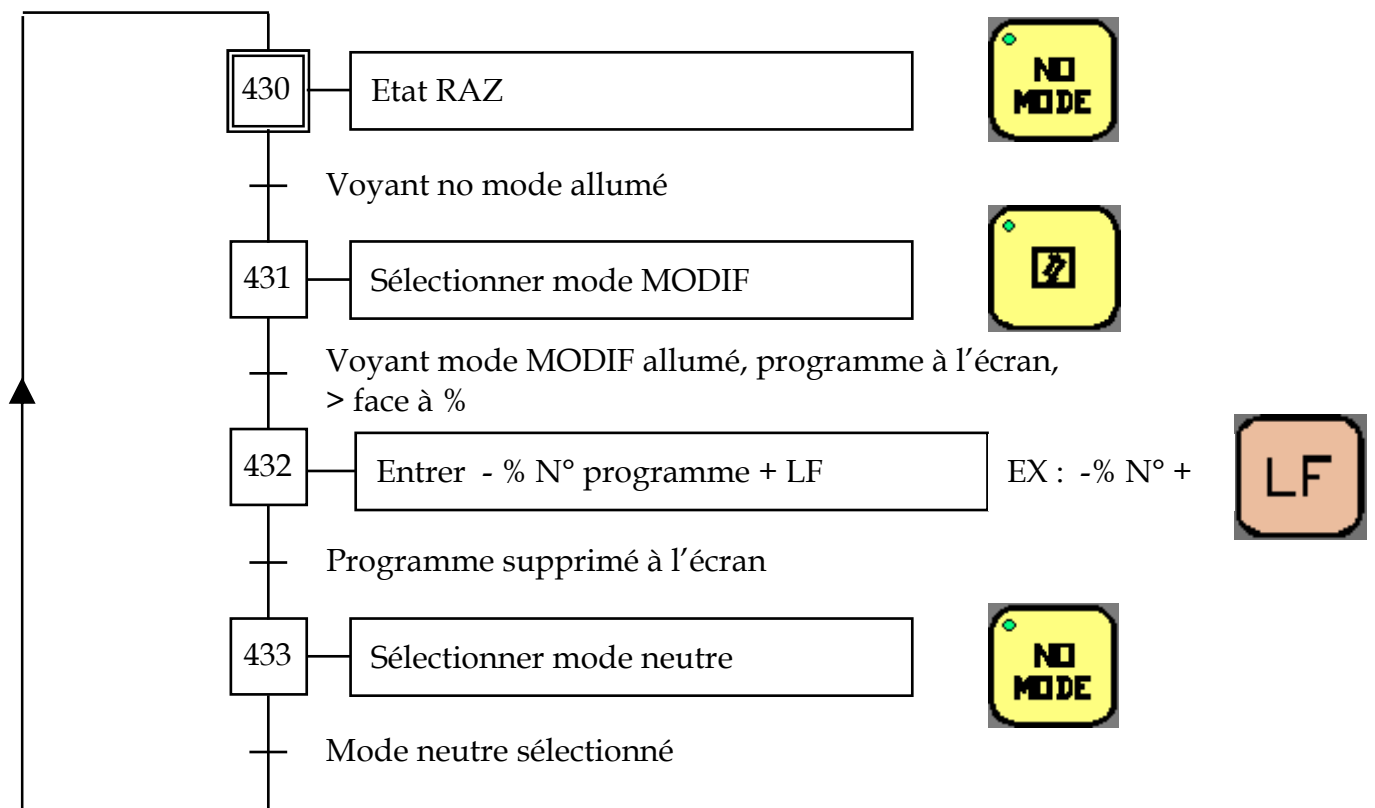 430
Etat RAZ
NO
MODE
Voyant no mode allumé
431
Sélectionner mode MODIF
Voyant mode MODIF allumé, programme à l’écran,
> face à %
432
Entrer - % N° programme + LF
EX : -% N° +
LF
Programme supprimé à l’écran
433
Sélectionner mode neutre
NO
MODE
Mode neutre sélectionné